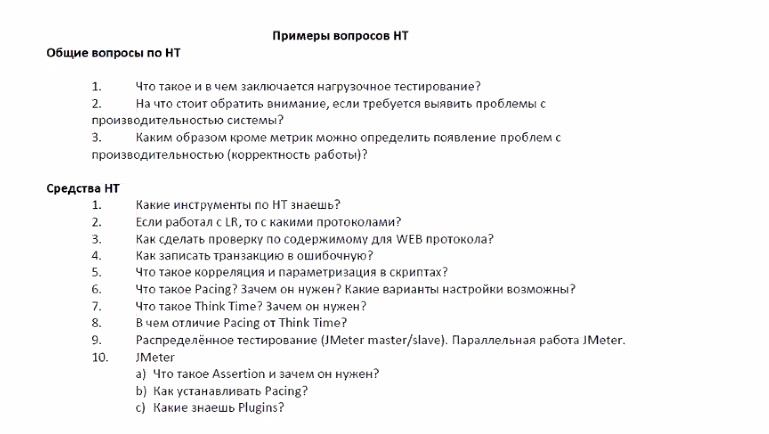 Примеры вопросов НТ
Общие вопросы по НТ
1. Что такое и в чем заключается нагрузочное тестирование?
2. На что стоит обратить внимание, если требуется выявить проблемы с
производительностью системы?
3. Каким образом кроме метрик можно определить появление проблем с
производительностью (корректность работы)?
Средства НТ
1. Какие инструменты по НТ знаешь?
2. Если работал с LR, то с какими протоколами?
3. Как сделать проверку по содержимому для WEB протокола?
4. Как записать транзакцию в ошибочную?
5. Что такое корреляция и параметризация в скриптах?
6. Что такое Pacing? Зачем он нужен? Какие варианты настройки возможны?
7. Что такое Think Time? Зачем он нужен?
8. В чем отличие Pacing от Think Time?
9. Распределённое тестирование (JMeter master/slave). Параллельная работа JMeter.
10. JMeter
a) Что такое Assertion и зачем он нужен?
b) Как устанавливать Pacing?
c) Какие знаешь Plugins?